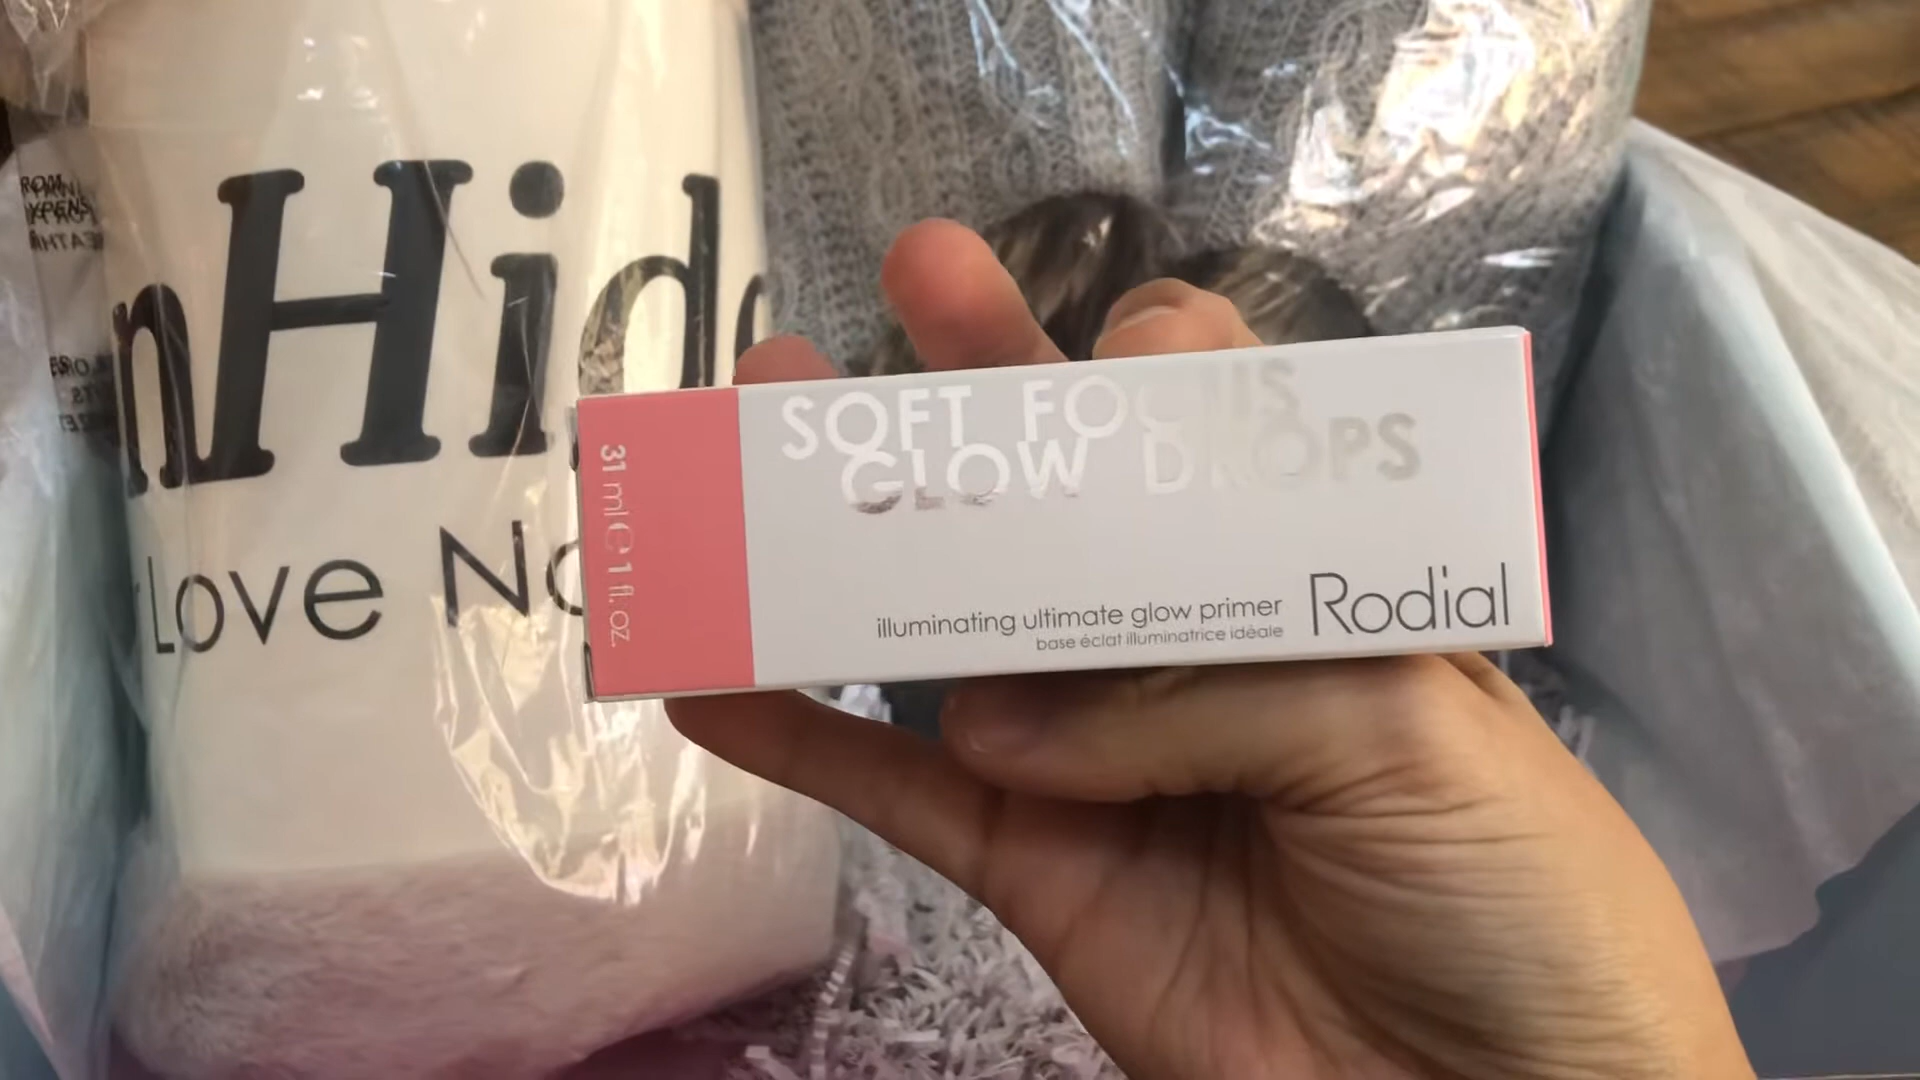 nHid
Love No
SOFT FOCUS
GLOW DROPS
illuminating ultimate glow primer
base éclat illuminatrice idéale
Rodial
31 ml e 1 fl. oz.